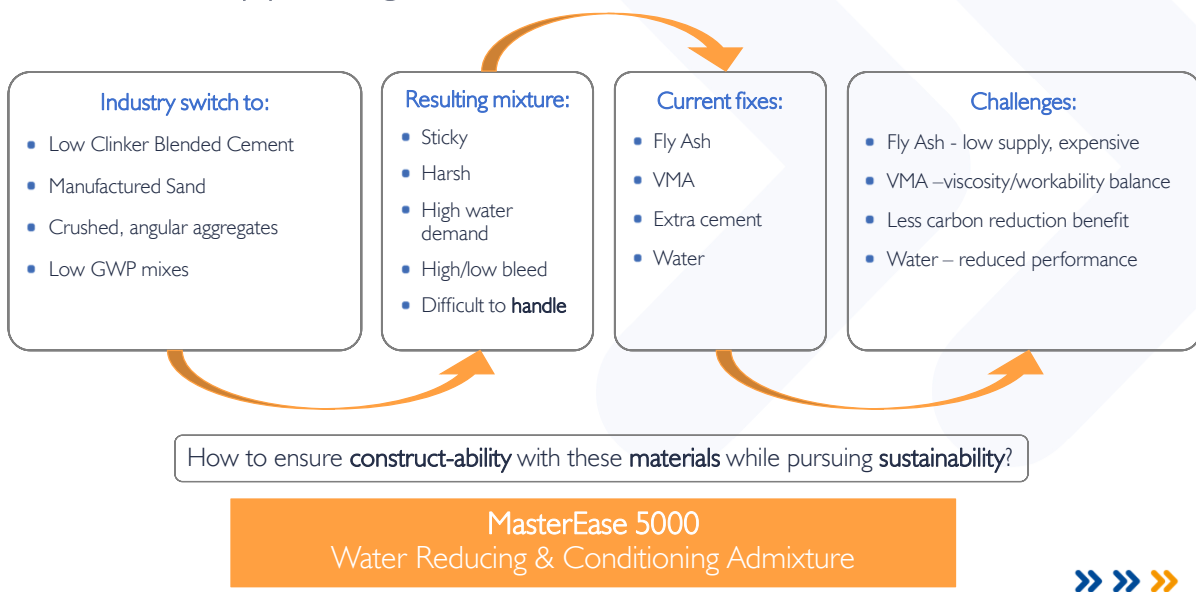 Industry switch to:
Low Clinker Blended Cement
Manufactured Sand
Crushed, angular aggregates
Low GWP mixes
Resulting mixture:
Sticky
Harsh
High water
demand
High/low bleed
Difficult to handle
Current fixes:
Fly Ash
VMA
Extra cement
Water
Challenges:
Fly Ash - low supply, expensive
VMA –viscosity/workability balance
Less carbon reduction benefit
Water – reduced performance
How to ensure construct-ability with these materials while pursuing sustainability?
MasterEase 5000
Water Reducing & Conditioning Admixture